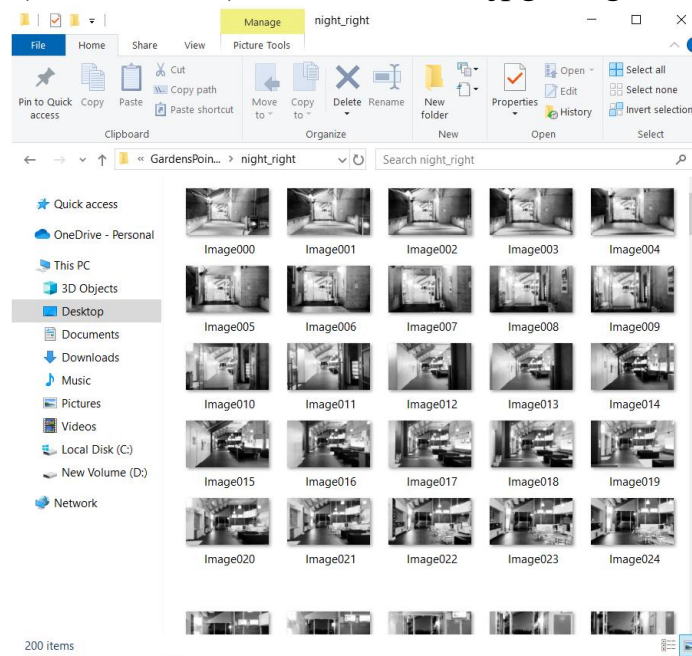 Manage night_right
File Home Share View Picture Tools
Pin to Quick access Copy Paste Cut Copy path Paste shortcut Move to Copy to Delete Rename New folder Properties Open Edit History Select all Select none Invert selection
Clipboard Organize New Open Select
« GardensPoin... > night_right Search night_right
Quick access
OneDrive - Personal
This PC
3D Objects
Desktop
Documents
Downloads
Music
Pictures
Videos
Local Disk (C:)
New Volume (D:)
Network
Image000 Image001 Image002 Image003 Image004
Image005 Image006 Image007 Image008 Image009
Image010 Image011 Image012 Image013 Image014
Image015 Image016 Image017 Image018 Image019
Image020 Image021 Image022 Image023 Image024
200 items